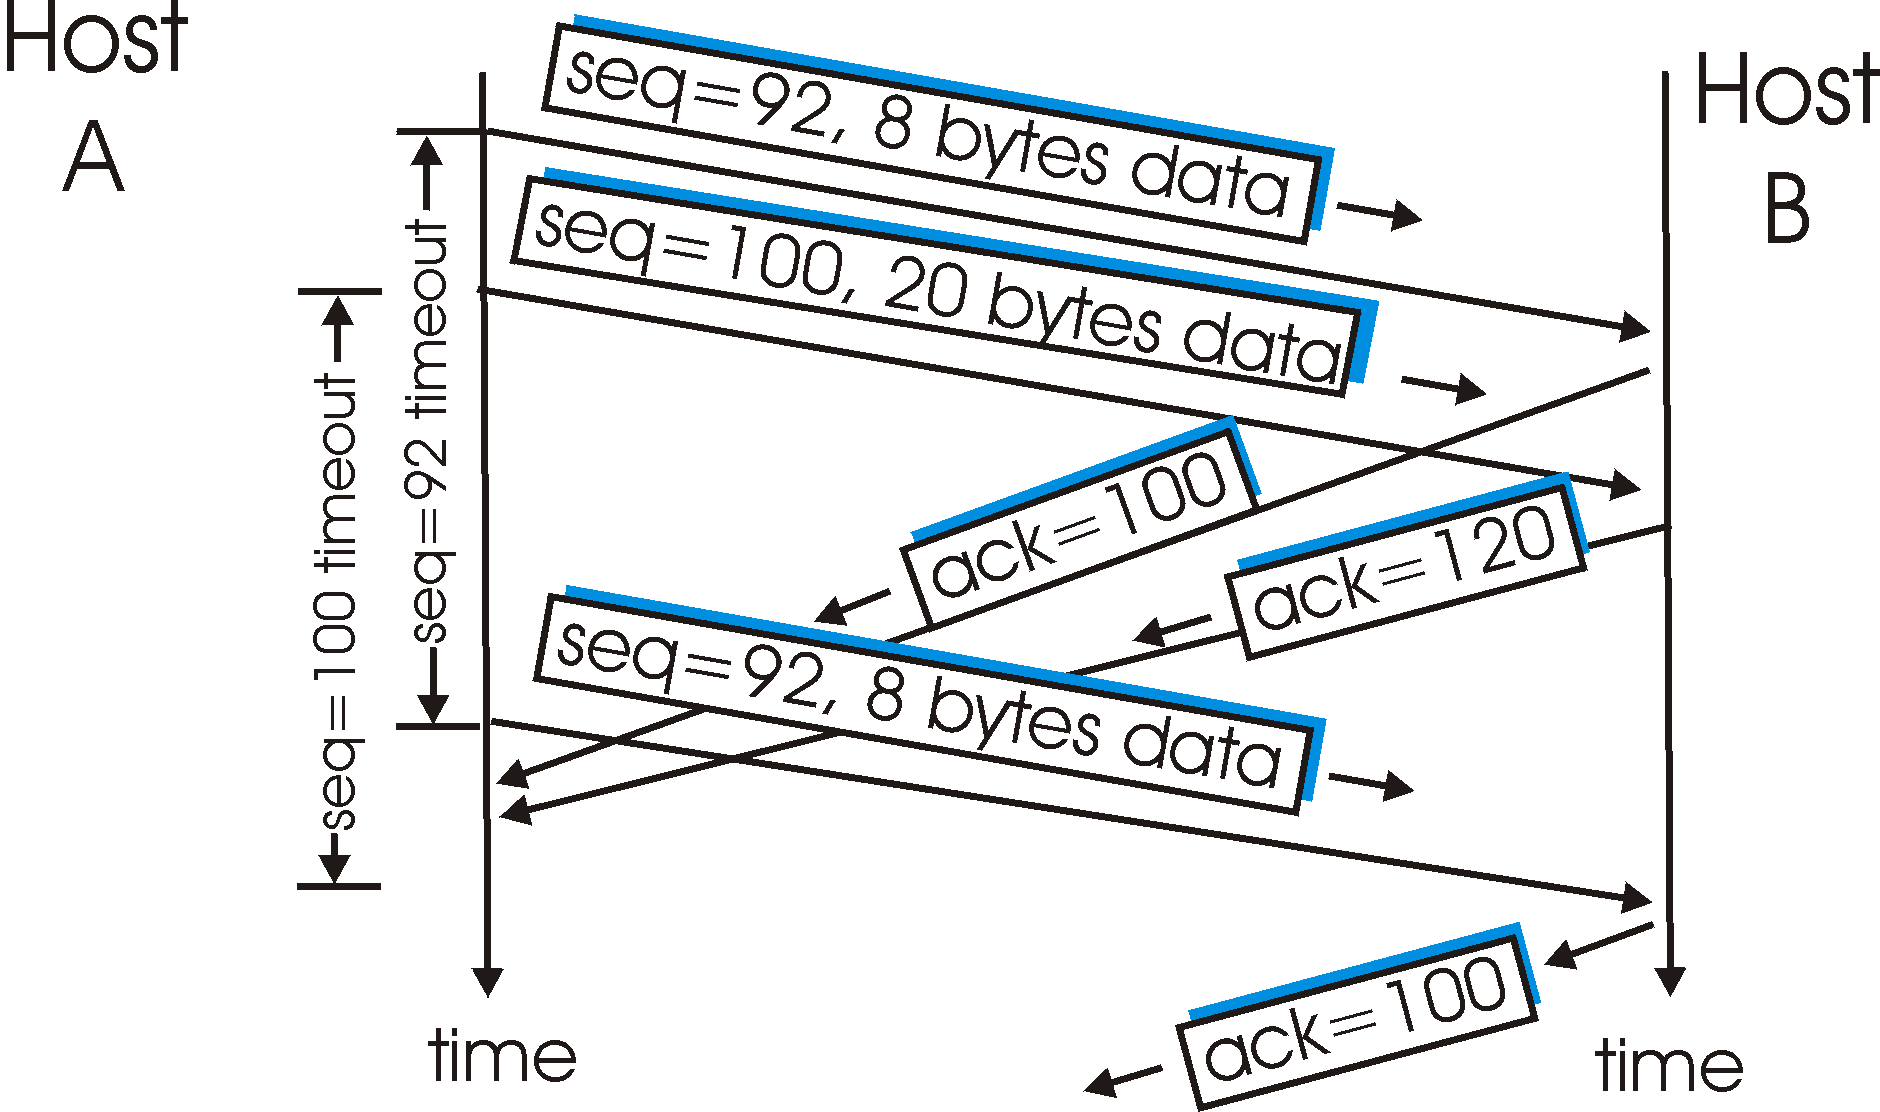 Host
A
Host
B
seq=92, 8 bytes data
seq=100, 20 bytes data
seq=100 timeout
seq=92 timeout
ack=100
ack=120
seq=92, 8 bytes data
ack=100
time
time